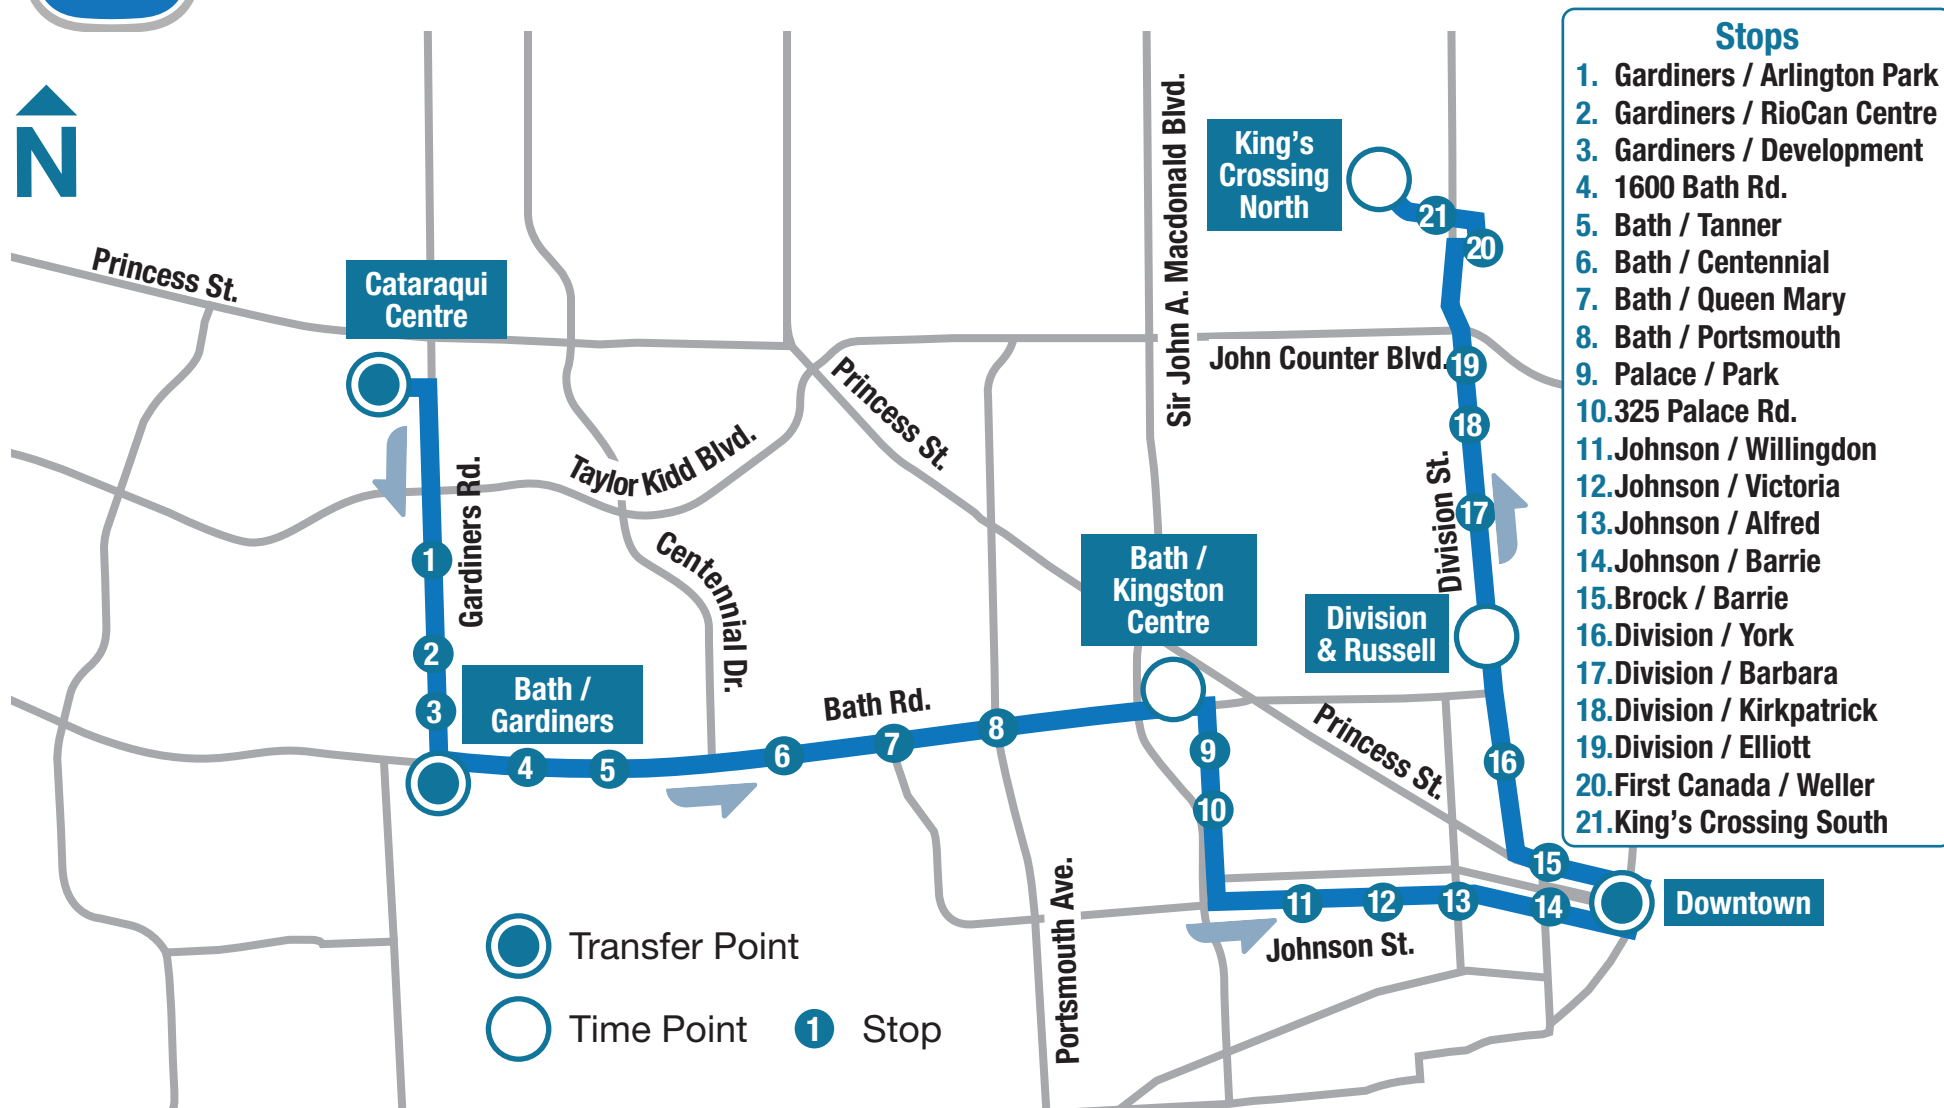 N
Princess St.
Cataraqui
Centre
Gardiners Rd.
Taylor Kidd Blvd.
Centennial Dr.
Princess St.
Sir John A. Macdonald Blvd.
King's
Crossing
North
John Counter Blvd.
Division St.
Bath /
Kingston
Centre
Division
& Russell
Bath /
Gardiners
Bath Rd.
Princess St.
Portsmouth Ave.
Johnson St.
Downtown
1
2
3
4
5
6
7
8
9
10
11
12
13
14
15
16
17
18
19
20
21
Transfer Point
Time Point
1 Stop
Stops
1. Gardiners / Arlington Park
2. Gardiners / RioCan Centre
3. Gardiners / Development
4. 1600 Bath Rd.
5. Bath / Tanner
6. Bath / Centennial
7. Bath / Queen Mary
8. Bath / Portsmouth
9. Palace / Park
10. 325 Palace Rd.
11. Johnson / Willingdon
12. Johnson / Victoria
13. Johnson / Alfred
14. Johnson / Barrie
15. Brock / Barrie
16. Division / York
17. Division / Barbara
18. Division / Kirkpatrick
19. Division / Elliott
20. First Canada / Weller
21. King's Crossing South